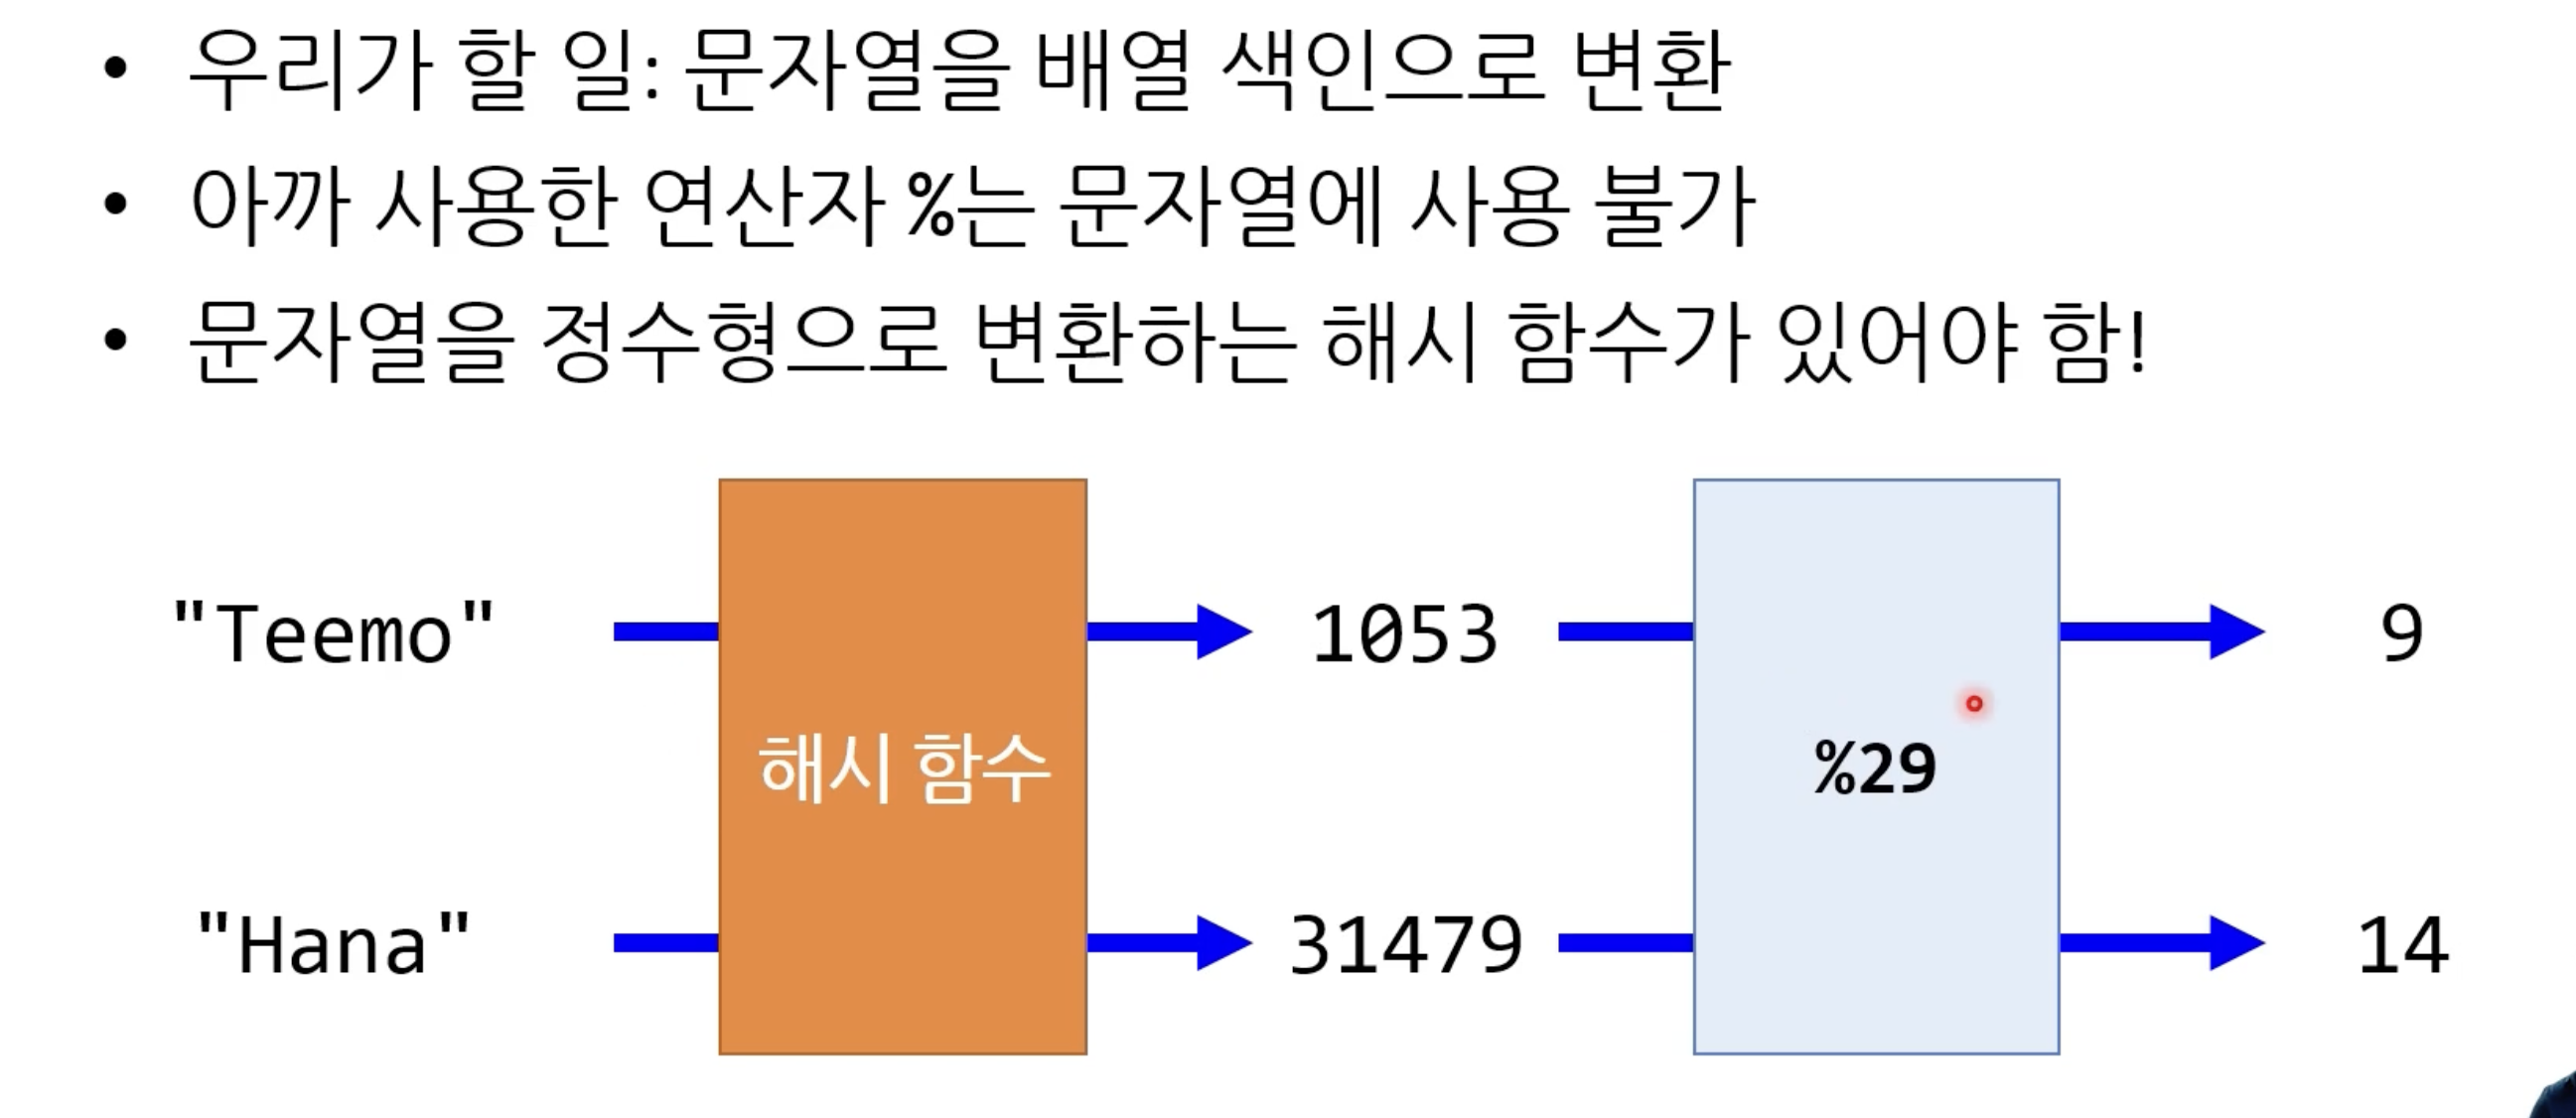 • 우리가 할 일: 문자열을 배열 색인으로 변환
• 아까 사용한 연산자 %는 문자열에 사용 불가
• 문자열을 정수형으로 변환하는 해시 함수가 있어야 함!
"Teemo" 1053 9
해시 함수 %29
"Hana" 31479 14